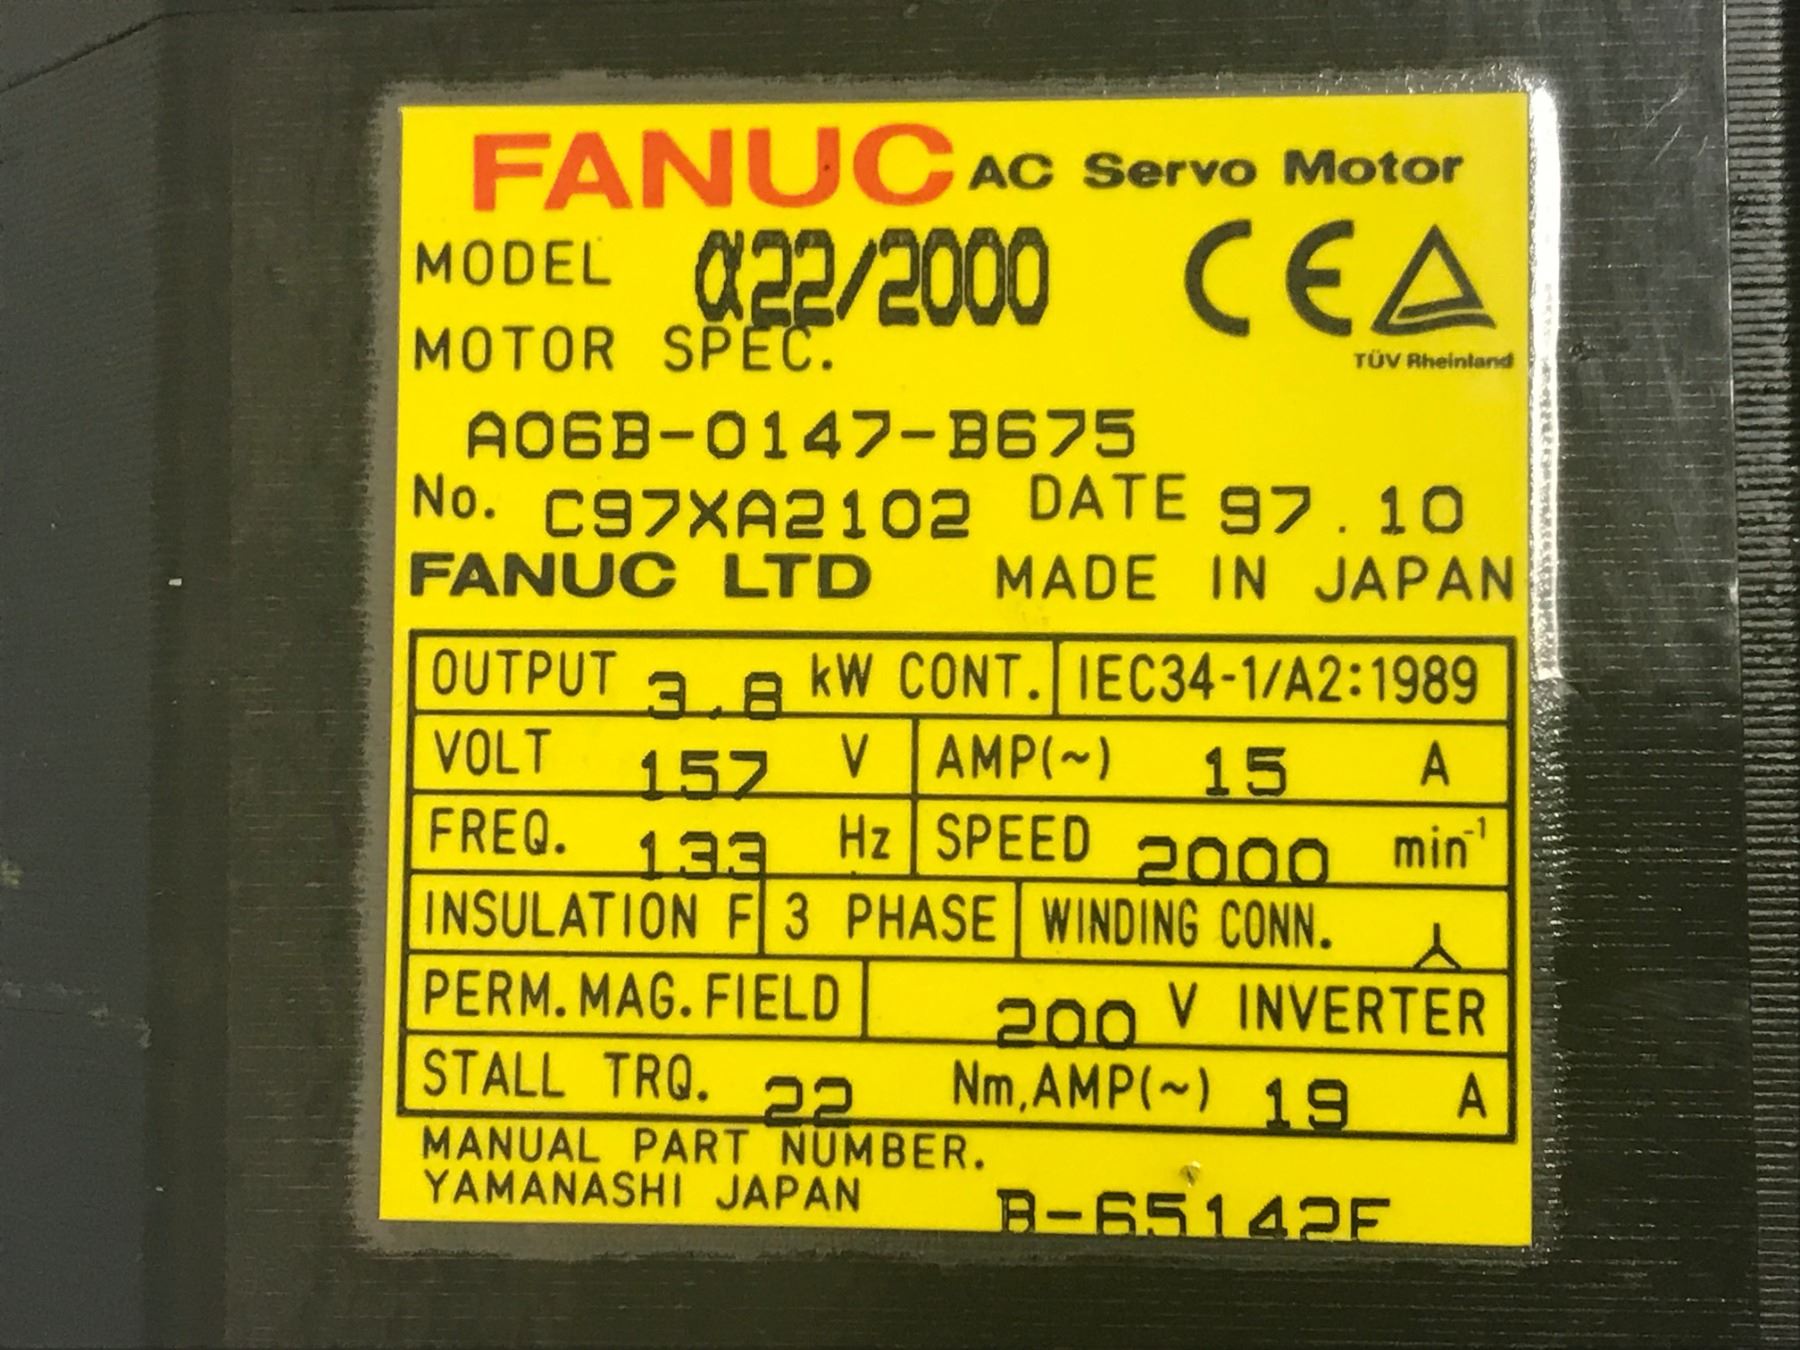 FANUC AC Servo Motor
MODEL α22/2000
CE
TÜV Rheinland
MOTOR SPEC.
A06B-0147-B675
No. C97XA2102 DATE 97.10
FANUC LTD MADE IN JAPAN
OUTPUT 3.8 kW CONT. IEC34-1/A2:1989
VOLT 157 V AMP(~) 15 A
FREQ. 133 Hz SPEED 2000 min⁻¹
INSULATION F 3 PHASE WINDING CONN.
PERM.MAG.FIELD 200 V INVERTER
STALL TRQ. 22 Nm,AMP(~) 19 A
MANUAL PART NUMBER.
YAMANASHI JAPAN B-65142E